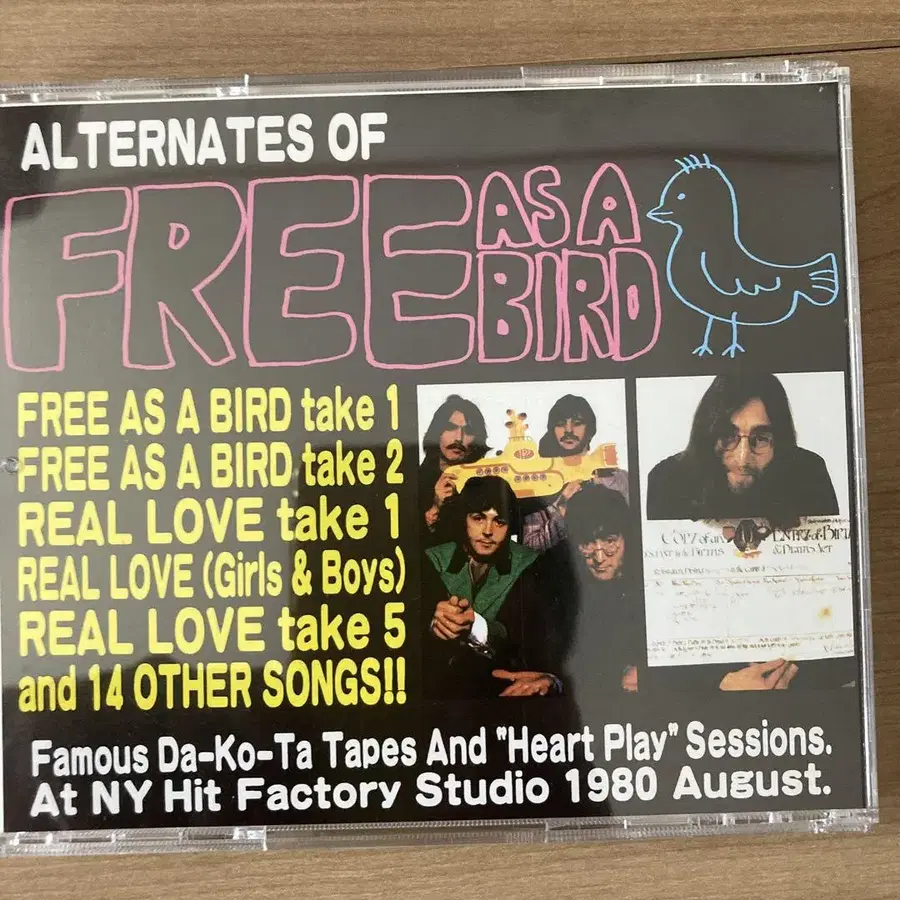 ALTERNATES OF
FREE AS A BIRD
FREE AS A BIRD take 1
FREE AS A BIRD take 2
REAL LOVE take 1
REAL LOVE (Girls & Boys)
REAL LOVE take 5
and 14 OTHER SONGS!!
Famous Da-Ko-Ta Tapes And "Heart Play" Sessions.
At NY Hit Factory Studio 1980 August.